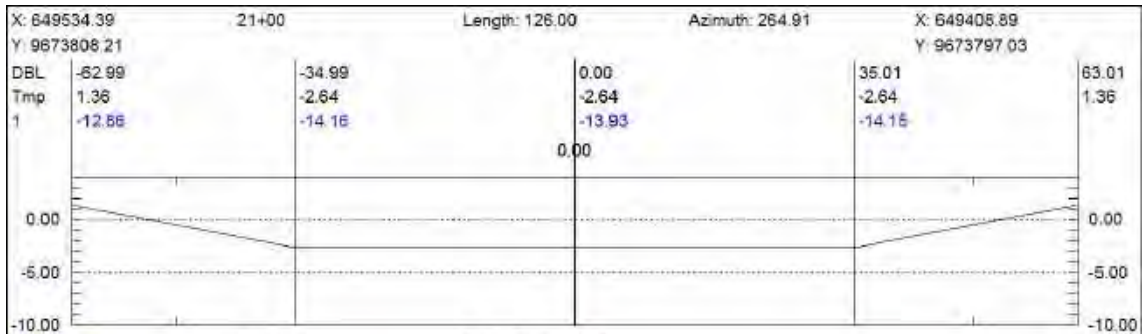 X: 649534.39 21+00 Length: 126.00 Azimuth: 264.91 X: 649408.89
Y: 9673808.21 Y: 9673797.03
DBL -62.99 -34.99 0.00 35.01 63.01
Tmp 1.36 -2.64 -2.64 -2.64 1.36
1 -12.86 -14.16 -13.93 -14.15
0.00
0.00 0.00
-5.00 -5.00
-10.00 -10.00